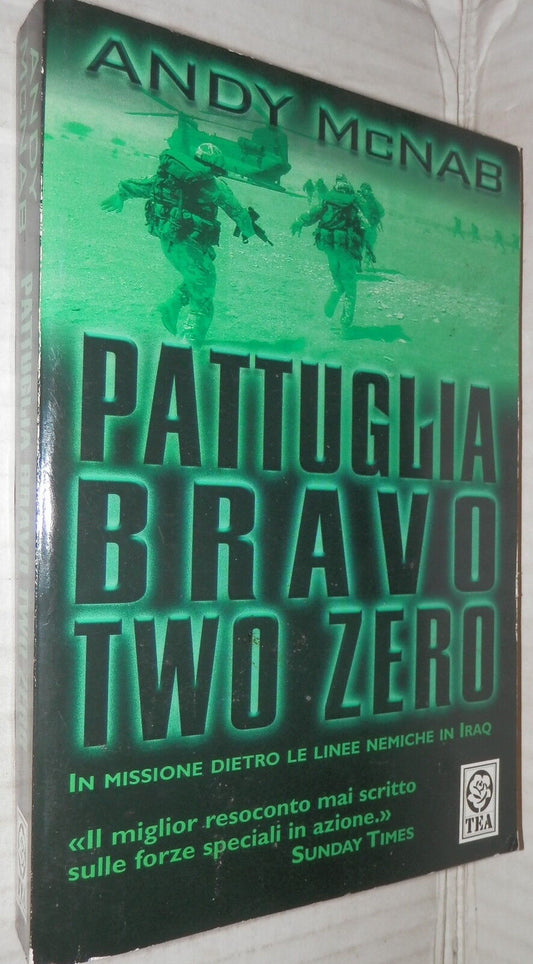 ANDY McNAB
PATTUGLIA
BRAVO
TWO ZERO
IN MISSIONE DIETRO LE LINEE NEMICHE IN IRAQ
«Il miglior resoconto mai scritto
sulle forze speciali in azione.»
SUNDAY TIMES
TEA
ANDY
McNAB
PATTUGLIA BRAVO TWO ZERO